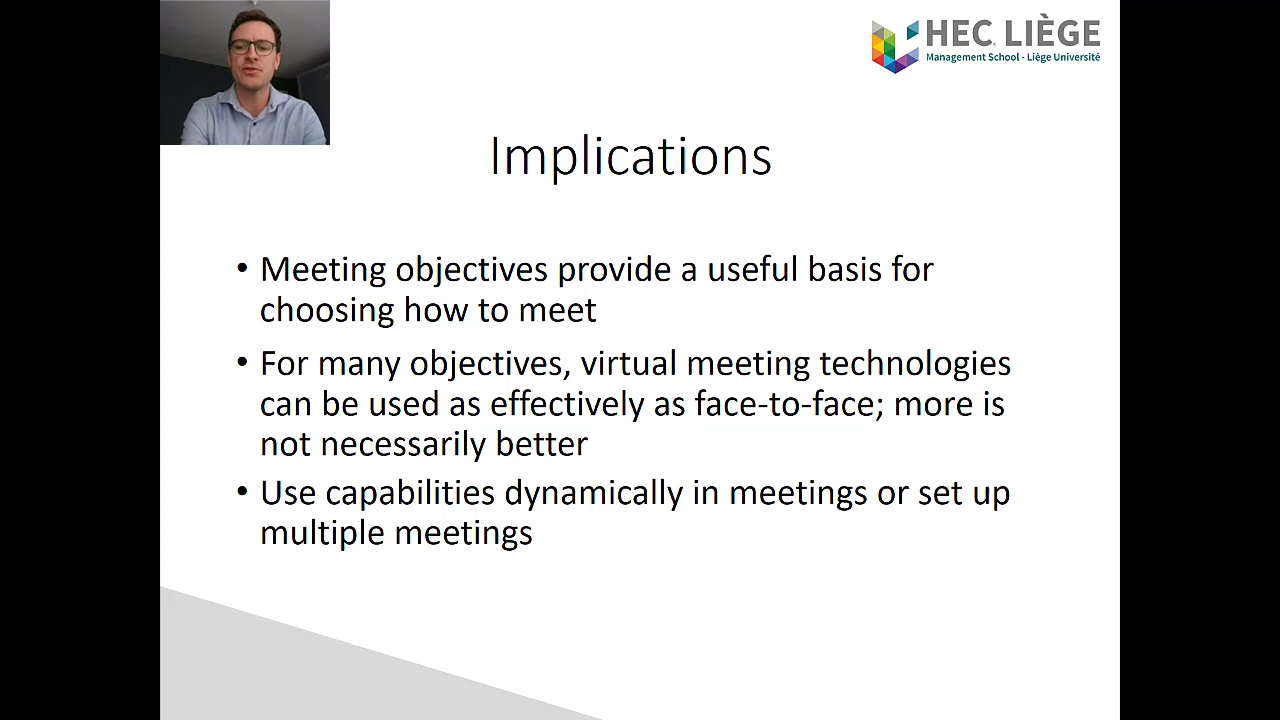 HEC LIÈGE
Management School - Liège Université
Implications
• Meeting objectives provide a useful basis for
choosing how to meet
• For many objectives, virtual meeting technologies
can be used as effectively as face-to-face; more is
not necessarily better
• Use capabilities dynamically in meetings or set up
multiple meetings